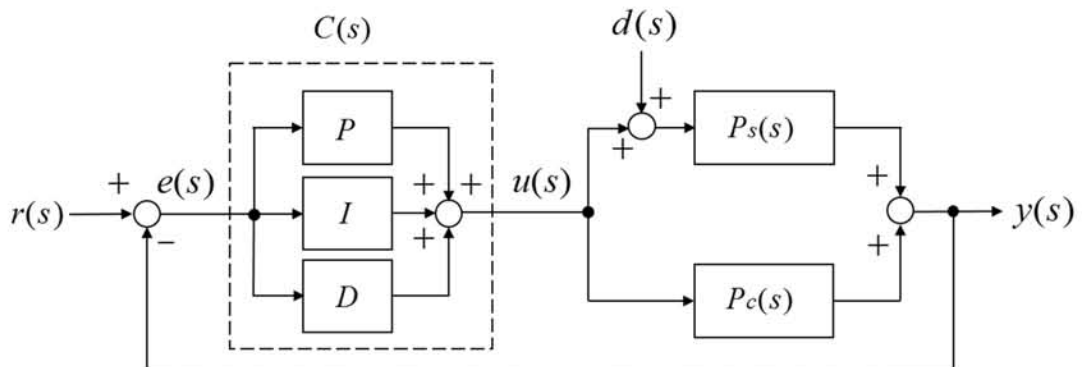 C(s)
d(s)
P
I
D
+
+
+
r(s)
+
−
e(s)
u(s)
+
+
Ps(s)
Pc(s)
+
+
y(s)